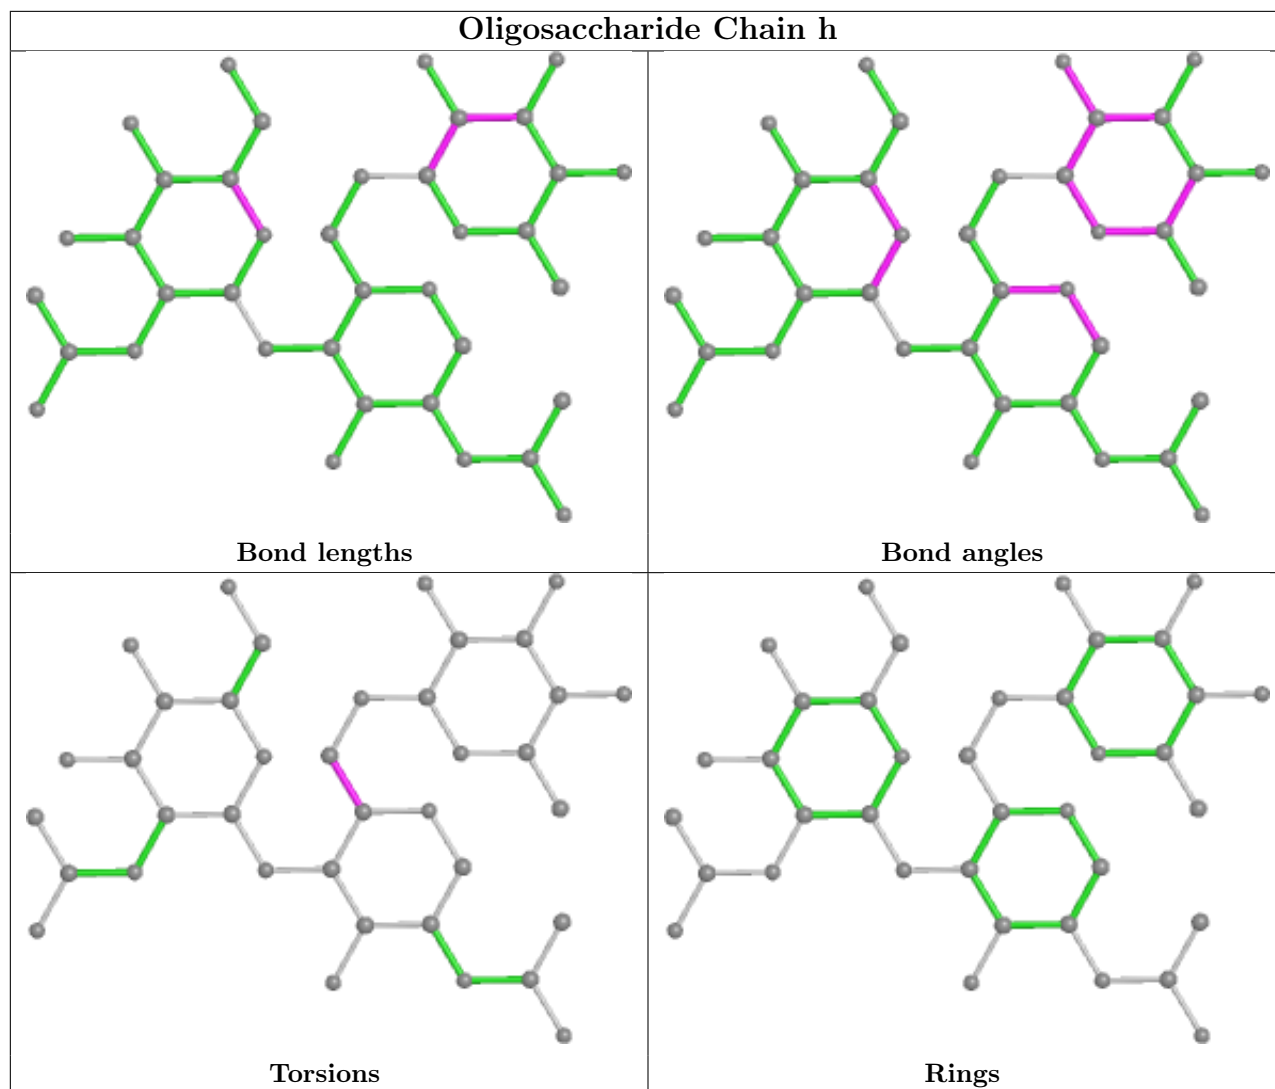 Oligosaccharide Chain h
Bond lengths
Bond angles
Torsions
Rings